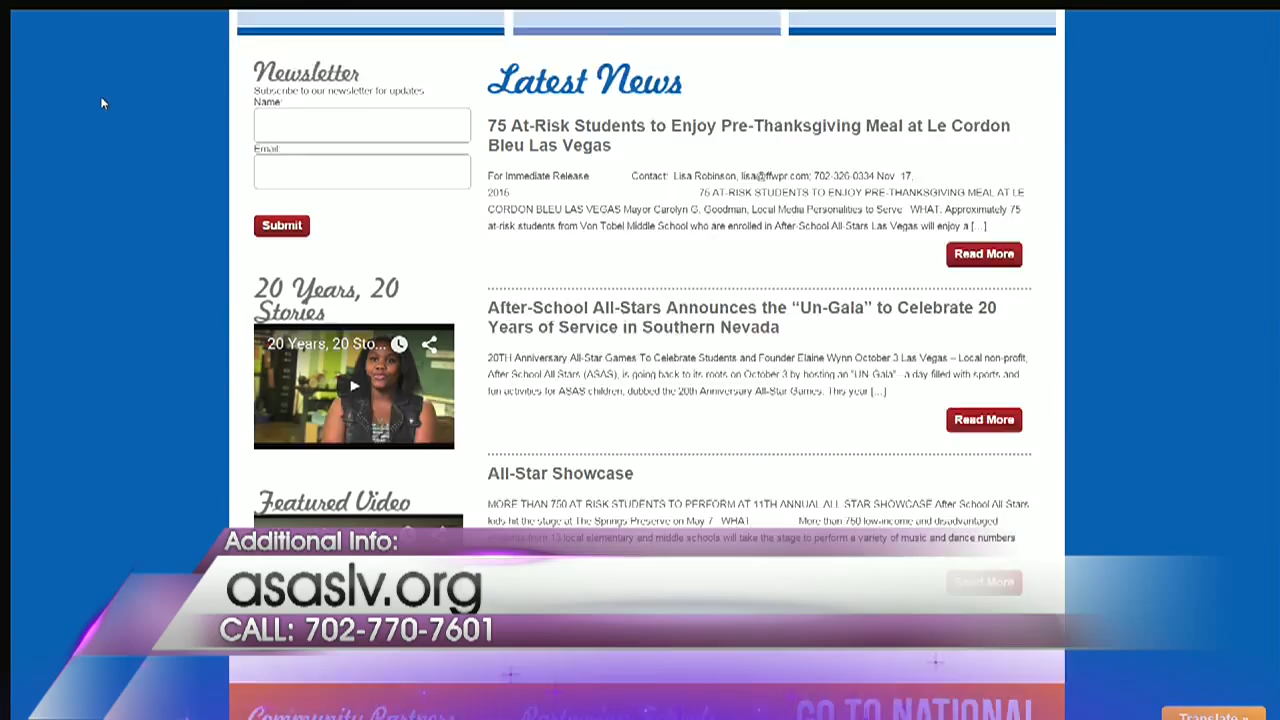 Newsletter
Subscribe to our newsletter for updates
Name:
Email
Submit
20 Years, 20
Stories
20 Years, 20 Sto...
Featured Video
Latest News
75 At-Risk Students to Enjoy Pre-Thanksgiving Meal at Le Cordon
Bleu Las Vegas
For Immediate Release Contact: Lisa Robinson, lisa@ffwpr.com; 702-326-0334 Nov 17,
2015 75 AT-RISK STUDENTS TO ENJOY PRE-THANKSGIVING MEAL AT LE
CORDON BLEU LAS VEGAS Mayor Carolyn G. Goodman, Local Media Personalities to Serve WHAT: Approximately 75
at-risk students from Von Tobel Middle School who are enrolled in After-School All-Stars Las Vegas will enjoy a [...]
Read More
After-School All-Stars Announces the “Un-Gala” to Celebrate 20
Years of Service in Southern Nevada
20TH Anniversary All-Star Games To Celebrate Students and Founder Elaine Wynn October 3 Las Vegas – Local non-profit,
After School All Stars (ASAS), is going back to its roots on October 3 by hosting an "UN Gala" – a day filled with sports and
fun activities for ASAS children, dubbed the 20th Anniversary All-Star Games. This year [...]
Read More
All-Star Showcase
MORE THAN 750 AT RISK STUDENTS TO PERFORM AT 11TH ANNUAL ALL STAR SHOWCASE After School All Stars
kids hit the stage at The Springs Preserve on May 7 WHAT More than 750 low-income and disadvantaged
students from 13 local elementary and middle schools will take the stage to perform a variety of music and dance numbers
Read More
Additional Info:
asaslv.org
CALL: 702-770-7601
Community Partners
GO TO NATIONAL
Translate »